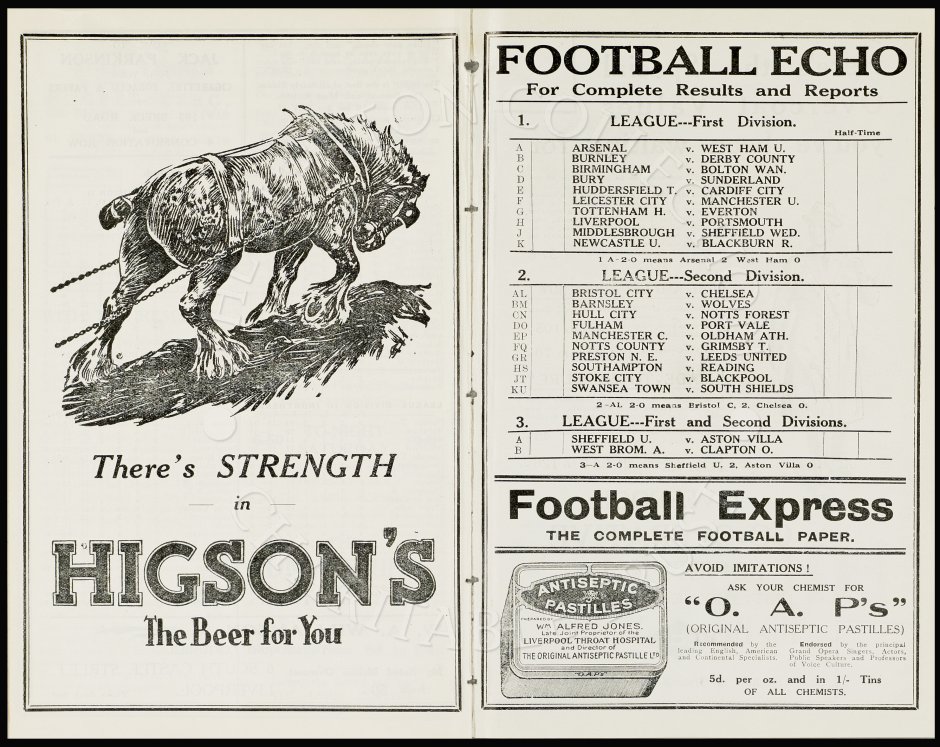 There's STRENGTH
in
HIGSON'S
The Beer for You
FOOTBALL ECHO
For Complete Results and Reports
1. LEAGUE---First Division.
Half-Time
A ARSENAL v. WEST HAM U.
B BURNLEY v. DERBY COUNTY
C BIRMINGHAM v. BOLTON WAN.
D BURY v. SUNDERLAND
E HUDDERSFIELD T. v. CARDIFF CITY
F LEICESTER CITY v. MANCHESTER U.
G TOTTENHAM H. v. EVERTON
H LIVERPOOL v. PORTSMOUTH
J MIDDLESBROUGH v. SHEFFIELD WED.
K NEWCASTLE U. v. BLACKBURN R.
1 A-2-0 means Arsenal 2 West Ham 0
2. LEAGUE---Second Division.
AL BRISTOL CITY v. CHELSEA
BM BARNSLEY v. WOLVES
CN HULL CITY v. NOTTS FOREST
DO FULHAM v. PORT VALE
EP MANCHESTER C. v. OLDHAM ATH.
FQ NOTTS COUNTY v. GRIMSBY T.
GR PRESTON N. E. v. LEEDS UNITED
HS SOUTHAMPTON v. READING
JT STOKE CITY v. BLACKPOOL
KU SWANSEA TOWN v. SOUTH SHIELDS
2-AL 2-0 means Bristol C, 2, Chelsea 0.
3. LEAGUE---First and Second Divisions.
A SHEFFIELD U. v. ASTON VILLA
B WEST BROM. A. v. CLAPTON O.
3-A 2-0 means Sheffield U. 2, Aston Villa 0
Football Express
THE COMPLETE FOOTBALL PAPER.
ANTISEPTIC
PASTILLES
PREPARED BY
WM ALFRED JONES.
Late Joint Proprietor of the
LIVERPOOL THROAT HOSPITAL
and Director of
THE ORIGINAL ANTISEPTIC PASTILLE LTD
"O.A.P.S"
AVOID IMITATIONS!
ASK YOUR CHEMIST FOR
"O. A. P's"
(ORIGINAL ANTISEPTIC PASTILLES)
Recommended by the leading English, American and Continental Specialists.
Endorsed by the principal Grand Opera Singers, Actors, Public Speakers and Professors of Voice Culture.
5d. per oz. and in 1/- Tins
OF ALL CHEMISTS.